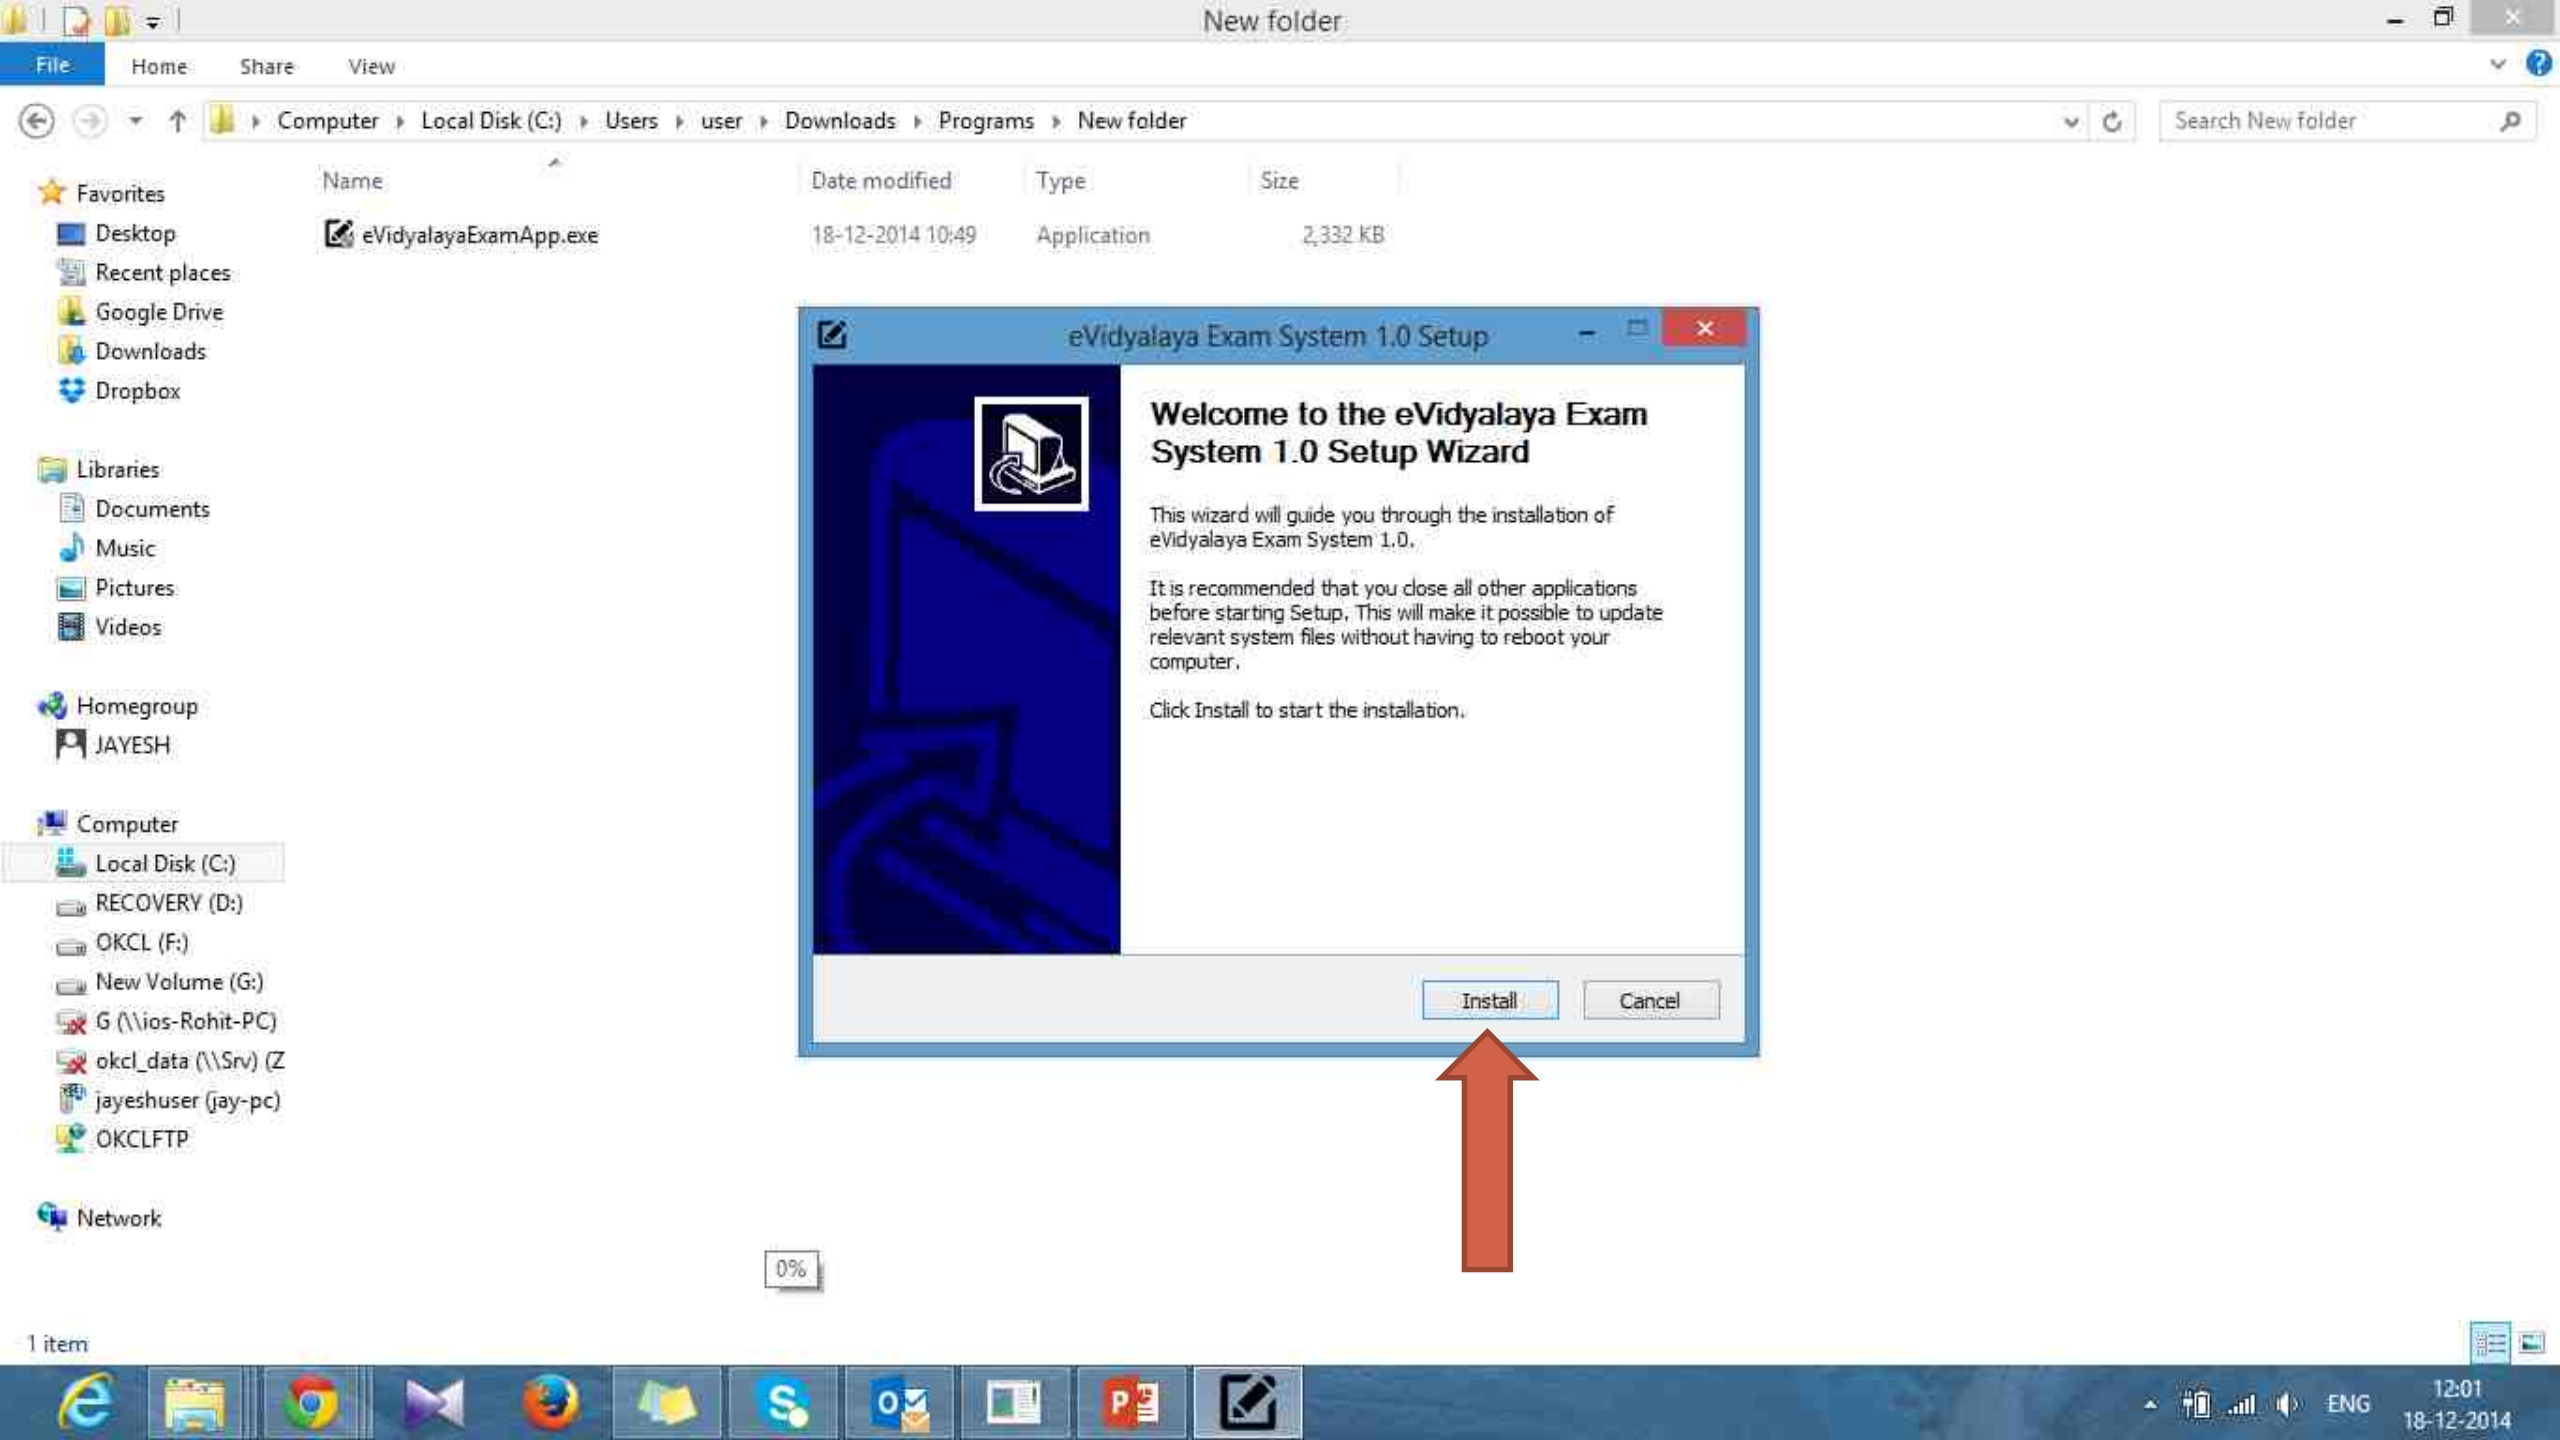 New folder
File Home Share View
Computer Local Disk (C:) Users user Downloads Programs New folder
Search New folder
Name Date modified Type Size
eVidyalayaExamApp.exe 18-12-2014 10:49 Application 2,332 KB
Favorites
Desktop
Recent places
Google Drive
Downloads
Dropbox
Libraries
Documents
Music
Pictures
Videos
Homegroup
JAYESH
Computer
Local Disk (C:)
RECOVERY (D:)
OKCL (F:)
New Volume (G:)
G (\\ios-Rohit-PC)
okcl_data (\\Srv) (Z
jayeshuser (jay-pc)
OKCLFTP
Network
eVidyalaya Exam System 1.0 Setup
Welcome to the eVidyalaya Exam
System 1.0 Setup Wizard
This wizard will guide you through the installation of
eVidyalaya Exam System 1.0.
It is recommended that you close all other applications
before starting Setup. This will make it possible to update
relevant system files without having to reboot your
computer.
Click Install to start the installation.
Install Cancel
0%
1 item
ENG
12:01
18-12-2014